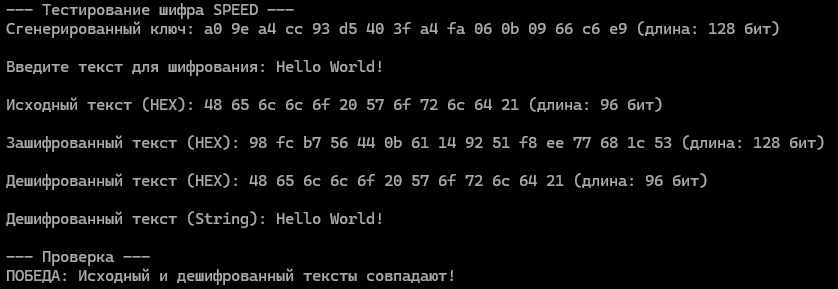 --- Тестирование шифра SPEED ---
Сгенерированный ключ: a0 9e a4 cc 93 d5 40 3f a4 fa 06 0b 09 66 c6 e9 (длина: 128 бит)
Введите текст для шифрования: Hello World!
Исходный текст (HEX): 48 65 6c 6c 6f 20 57 6f 72 6c 64 21 (длина: 96 бит)
Зашифрованный текст (HEX): 98 fc b7 56 44 0b 61 14 92 51 f8 ee 77 68 1c 53 (длина: 128 бит)
Дешифрованный текст (HEX): 48 65 6c 6c 6f 20 57 6f 72 6c 64 21 (длина: 96 бит)
Дешифрованный текст (String): Hello World!
--- Проверка ---
ПОБЕДА: Исходный и дешифрованный тексты совпадают!